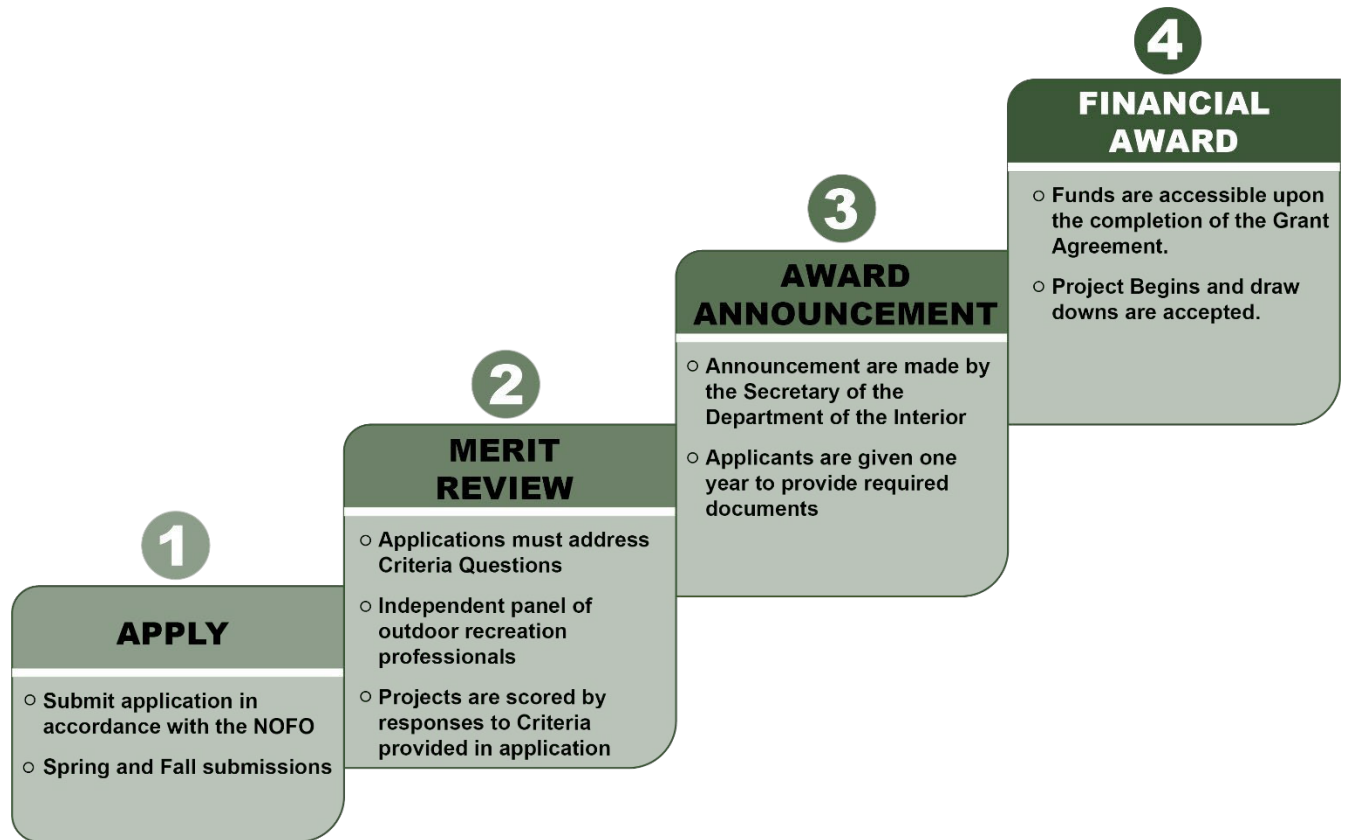 1
APPLY
○ Submit application in
accordance with the NOFO
○ Spring and Fall submissions
2
MERIT
REVIEW
○ Applications must address
Criteria Questions
○ Independent panel of
outdoor recreation
professionals
○ Projects are scored by
responses to Criteria
provided in application
3
AWARD
ANNOUNCEMENT
○ Announcement are made by
the Secretary of the
Department of the Interior
○ Applicants are given one
year to provide required
documents
4
FINANCIAL
AWARD
○ Funds are accessible upon
the completion of the Grant
Agreement.
○ Project Begins and draw
downs are accepted.